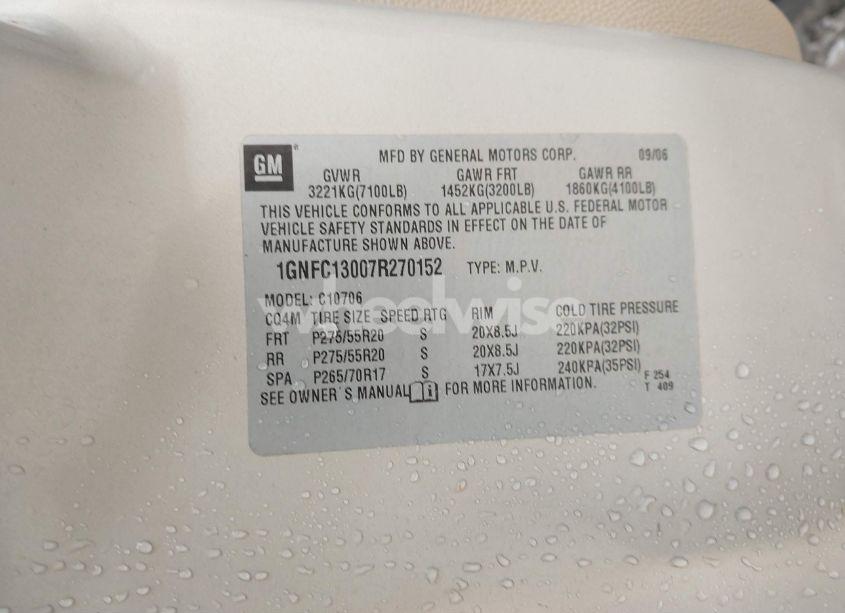 GM
MFD BY GENERAL MOTORS CORP. 09/06
GVWR GAWR FRT GAWR RR
3221KG(7100LB) 1452KG(3200LB) 1860KG(4100LB)
THIS VEHICLE CONFORMS TO ALL APPLICABLE U.S. FEDERAL MOTOR
VEHICLE SAFETY STANDARDS IN EFFECT ON THE DATE OF
MANUFACTURE SHOWN ABOVE.
1GNFC13007R270152 TYPE: M.P.V.
MODEL: C10706
CQ4M TIRE SIZE SPEED RTG RIM COLD TIRE PRESSURE
FRT P275/55R20 S 20X8.5J 220KPA(32PSI)
RR P275/55R20 S 20X8.5J 220KPA(32PSI)
SPA P265/70R17 S 17X7.5J 240KPA(35PSI)
SEE OWNER'S MANUAL FOR MORE INFORMATION.
F 254
T 409
wheelwise